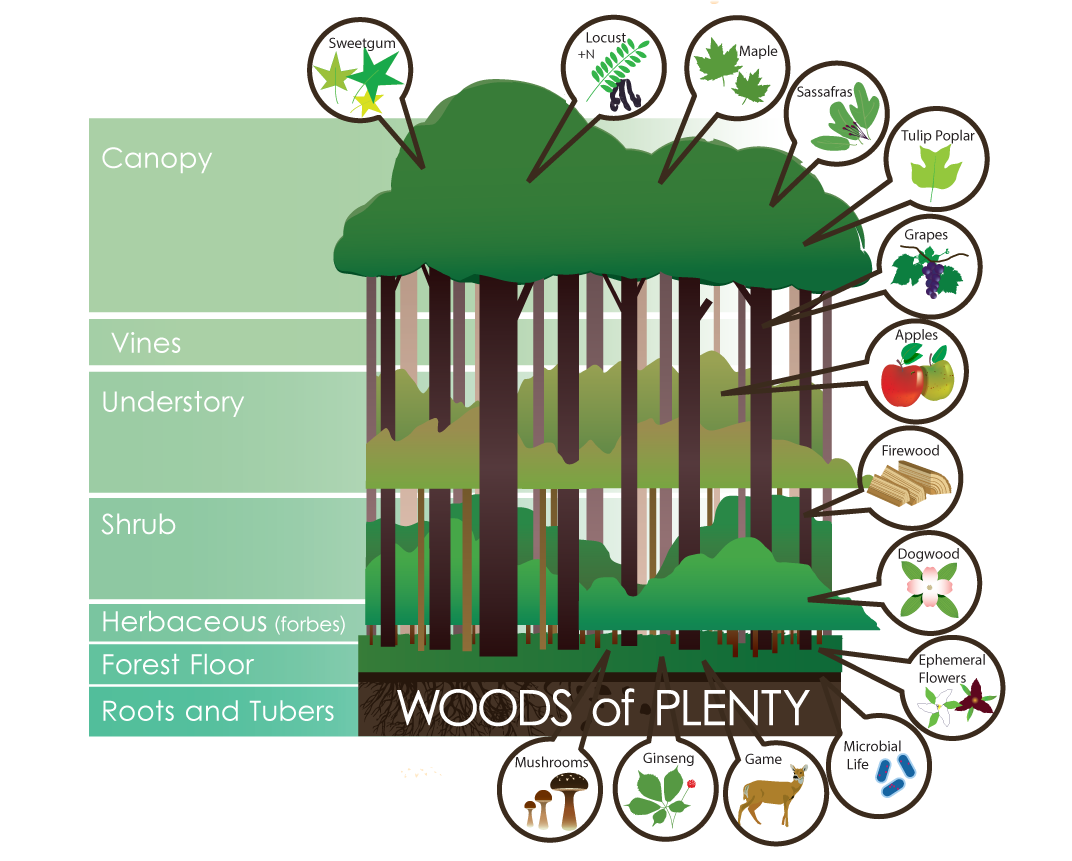 Sweetgum
Locust
+N
Maple
Sassafras
Tulip Poplar
Canopy
Grapes
Vines
Apples
Understory
Firewood
Shrub
Dogwood
Herbaceous (forbes)
Forest Floor
Ephemeral
Flowers
Roots and Tubers
WOODS of PLENTY
Mushrooms
Ginseng
Game
Microbial
Life